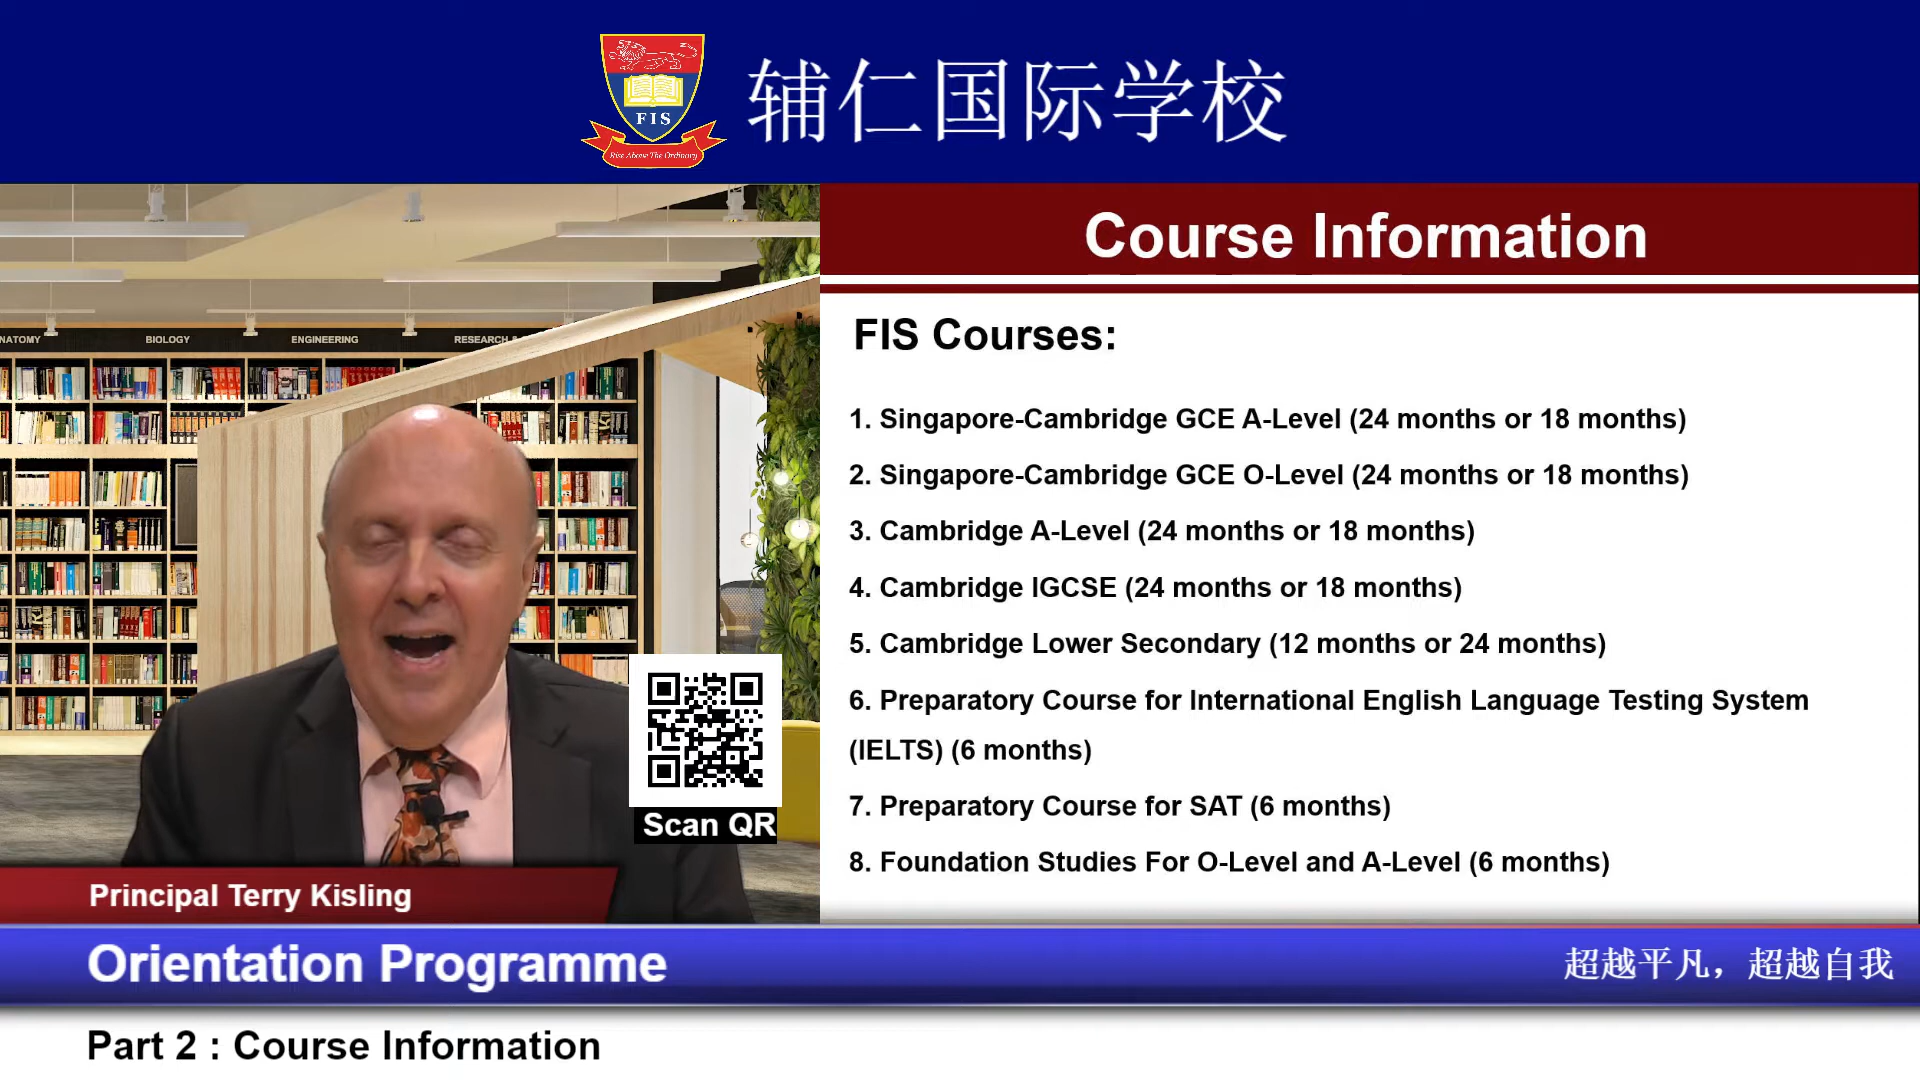 FIS
Rise Above The Ordinary
辅仁国际学校
NATOMY
BIOLOGY
ENGINEERING
RESEARCH &
Course Information
FIS Courses:
1. Singapore-Cambridge GCE A-Level (24 months or 18 months)
2. Singapore-Cambridge GCE O-Level (24 months or 18 months)
3. Cambridge A-Level (24 months or 18 months)
4. Cambridge IGCSE (24 months or 18 months)
5. Cambridge Lower Secondary (12 months or 24 months)
6. Preparatory Course for International English Language Testing System
(IELTS) (6 months)
7. Preparatory Course for SAT (6 months)
8. Foundation Studies For O-Level and A-Level (6 months)
Scan QR
Principal Terry Kisling
Orientation Programme
超越平凡，超越自我
Part 2 : Course Information